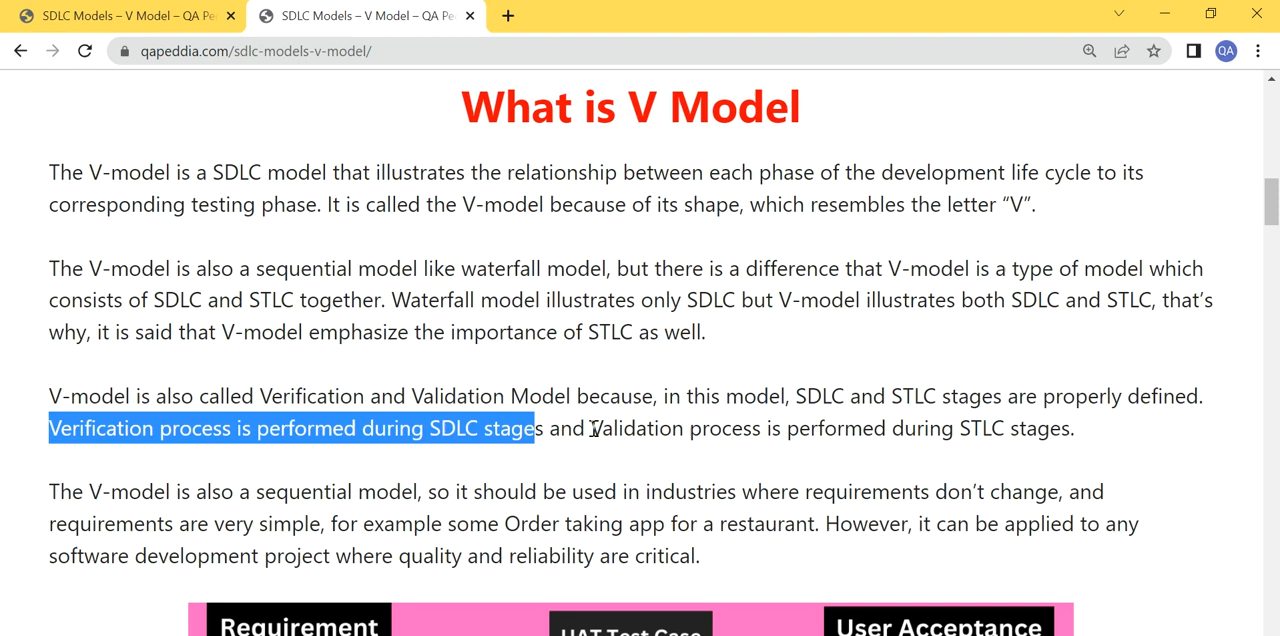 SDLC Models – V Model – QA Pe
SDLC Models – V Model – QA Pe
qapeddia.com/sdlc-models-v-model/
QA
What is V Model
The V-model is a SDLC model that illustrates the relationship between each phase of the development life cycle to its
corresponding testing phase. It is called the V-model because of its shape, which resembles the letter “V”.
The V-model is also a sequential model like waterfall model, but there is a difference that V-model is a type of model which
consists of SDLC and STLC together. Waterfall model illustrates only SDLC but V-model illustrates both SDLC and STLC, that’s
why, it is said that V-model emphasize the importance of STLC as well.
V-model is also called Verification and Validation Model because, in this model, SDLC and STLC stages are properly defined.
Verification process is performed during SDLC stages and Validation process is performed during STLC stages.
The V-model is also a sequential model, so it should be used in industries where requirements don’t change, and
requirements are very simple, for example some Order taking app for a restaurant. However, it can be applied to any
software development project where quality and reliability are critical.
Requirement
UAT Test Case
User Acceptance